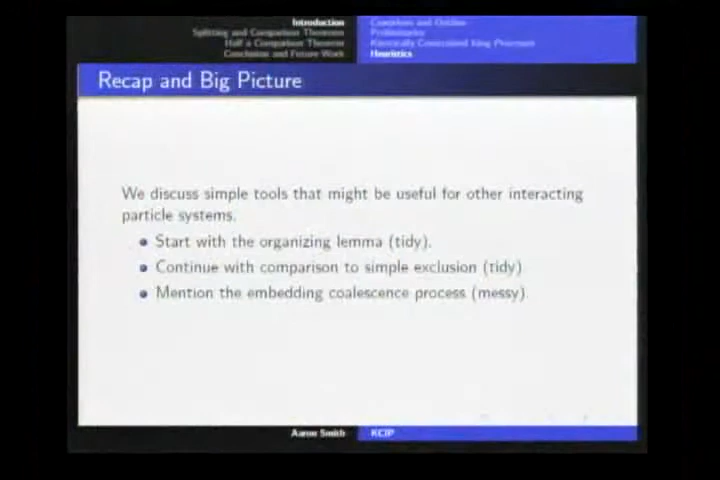 Introduction
Splitting and Comparison Theorems
Half a Comparison Theorem
Conclusion and Future Work
Questions and Outline
Preliminaries
Kinetically Constrained Ising Processes
Heuristics
Recap and Big Picture
We discuss simple tools that might be useful for other interacting
particle systems.
Start with the organizing lemma (tidy).
Continue with comparison to simple exclusion (tidy)
Mention the embedding coalescence process (messy).
Aaron Smith
KCIP